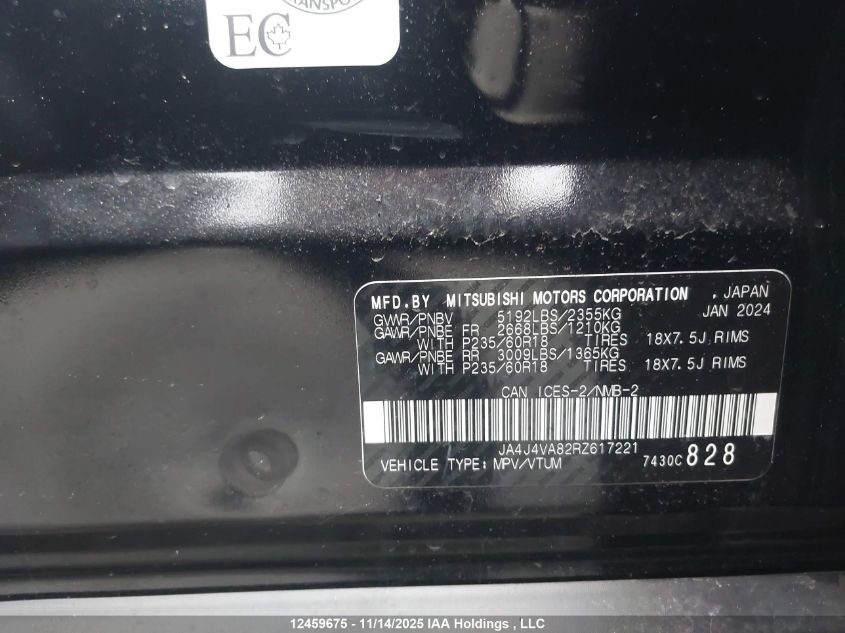 TRANSPO
EC
MFD.BY MITSUBISHI MOTORS CORPORATION , JAPAN
GVWR/PNBV 5192LBS/2355KG JAN 2024
GAWR/PNBE FR 2668LBS/1210KG
WITH P235/60R18 TIRES 18X7.5J RIMS
GAWR/PNBE RR 3009LBS/1365KG
WITH P235/60R18 TIRES 18X7.5J RIMS
CAN ICES-2/NMB-2
JA4J4VA82RZ617221
VEHICLE TYPE: MPV/VTUM 7430C 828
12459675 - 11/14/2025 IAA Holdings , LLC